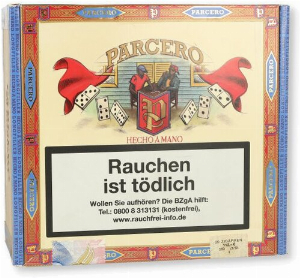 PARCERO
PARCERO
PARCERO
PARCERO
P
HECHO A MANO
Rauchen
ist tödlich
Wollen Sie aufhören? Die BZgA hilft:
Tel.: 0800 8 313131 (kostenfrei),
www.rauchfrei-info.de